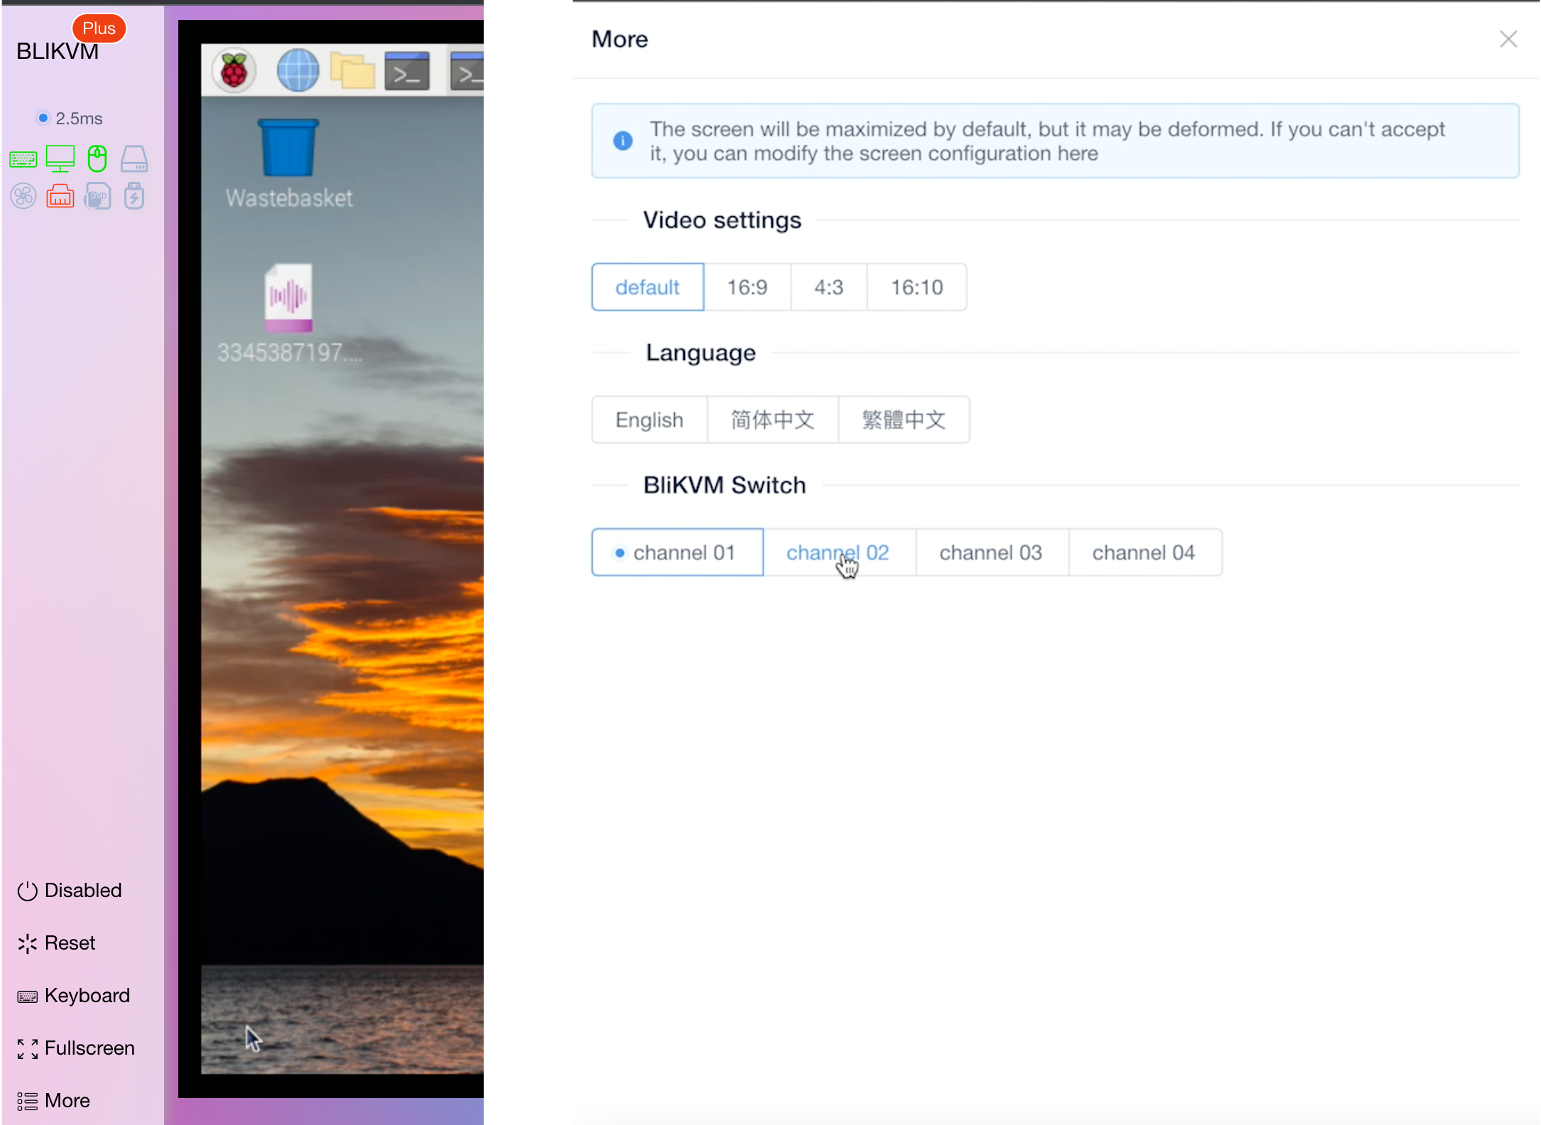 Plus
BLIKVM
2.5ms
Wastebasket
3345387197....
Disabled
Reset
Keyboard
Fullscreen
More
More
The screen will be maximized by default, but it may be deformed. If you can't accept
it, you can modify the screen configuration here
Video settings
default 16:9 4:3 16:10
Language
English 简体中文 繁體中文
BliKVM Switch
channel 01 channel 02 channel 03 channel 04